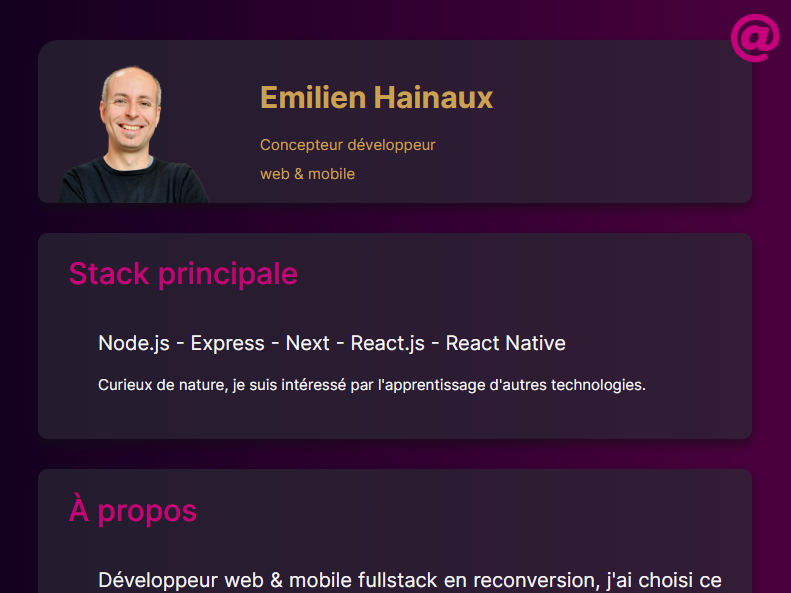 @
Emilien Hainaux
Concepteur développeur
web & mobile
Stack principale
Node.js - Express - Next - React.js - React Native
Curieux de nature, je suis intéressé par l'apprentissage d'autres technologies.
À propos
Développeur web & mobile fullstack en reconversion, j'ai choisi ce